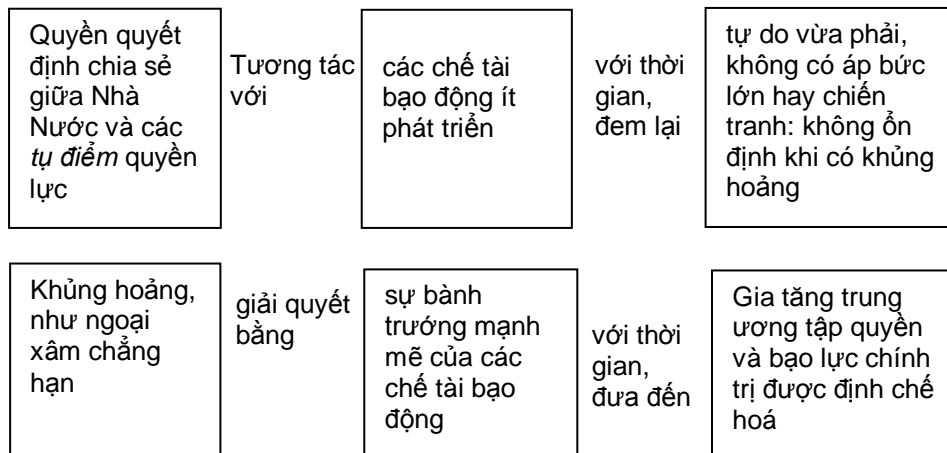 Quyền quyết
định chia sẻ
giữa Nhà
Nước và các
tụ điểm quyền
lực
Tương tác
với
các chế tài
bạo động ít
phát triển
với thời
gian,
đem lại
tự do vừa phải,
không có áp bức
lớn hay chiến
tranh: không ổn
định khi có khủng
hoảng
Khủng hoảng,
như ngoại
xâm chẳng
hạn
giải quyết
bằng
sự bành
trướng mạnh
mẽ của các
chế tài bạo
động
với thời
gian,
đưa đến
Gia tăng trung
ương tập quyền
và bạo lực chính
trị được định chế
hoá